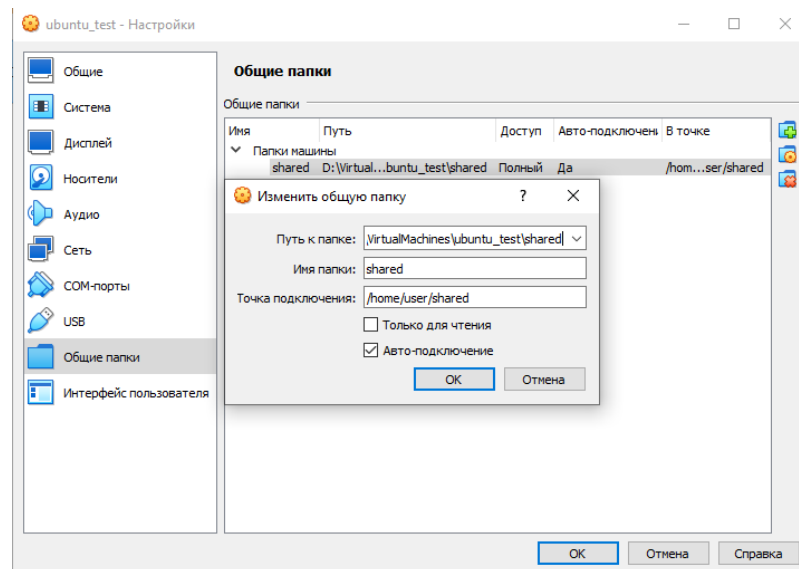 ubuntu_test - Настройки
Общие
Система
Дисплей
Носители
Аудио
Сеть
COM-порты
USB
Общие папки
Интерфейс пользователя
Общие папки
Общие папки
Имя Путь Доступ Авто-подключени В точке
Папки машины
shared D:\Virtual...buntu_test\shared Полный Да /hom...ser/shared
Изменить общую папку ?
Путь к папке: \VirtualMachines\ubuntu_test\shared
Имя папки: shared
Точка подключения: /home/user/shared
Только для чтения
Авто-подключение
OK Отмена
OK Отмена Справка